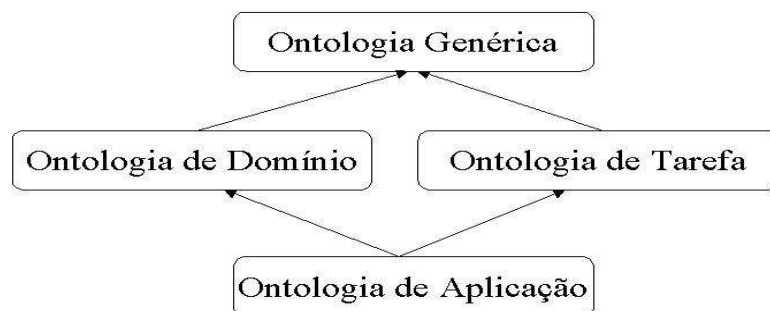 Ontologia Genérica
Ontologia de Domínio
Ontologia de Tarefa
Ontologia de Aplicação